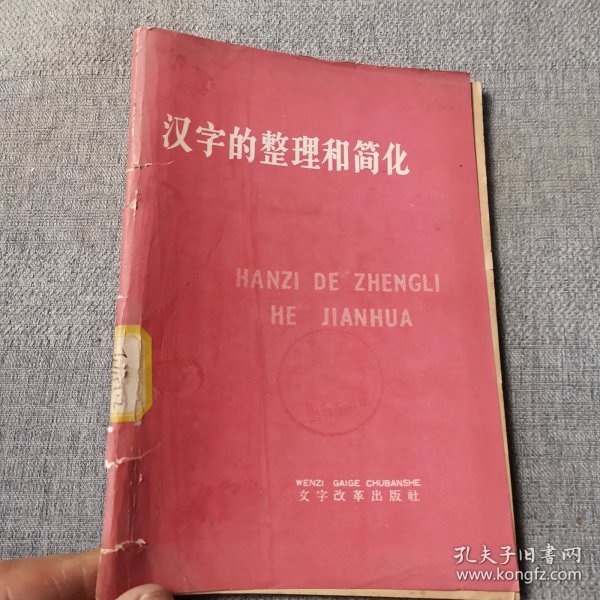 汉字的整理和简化
HANZI DE ZHENGLI
HE JIANHUA
WENZI GAIGE CHUBANSHE
文字改革出版社
孔夫子旧书网
www.kongfz.com